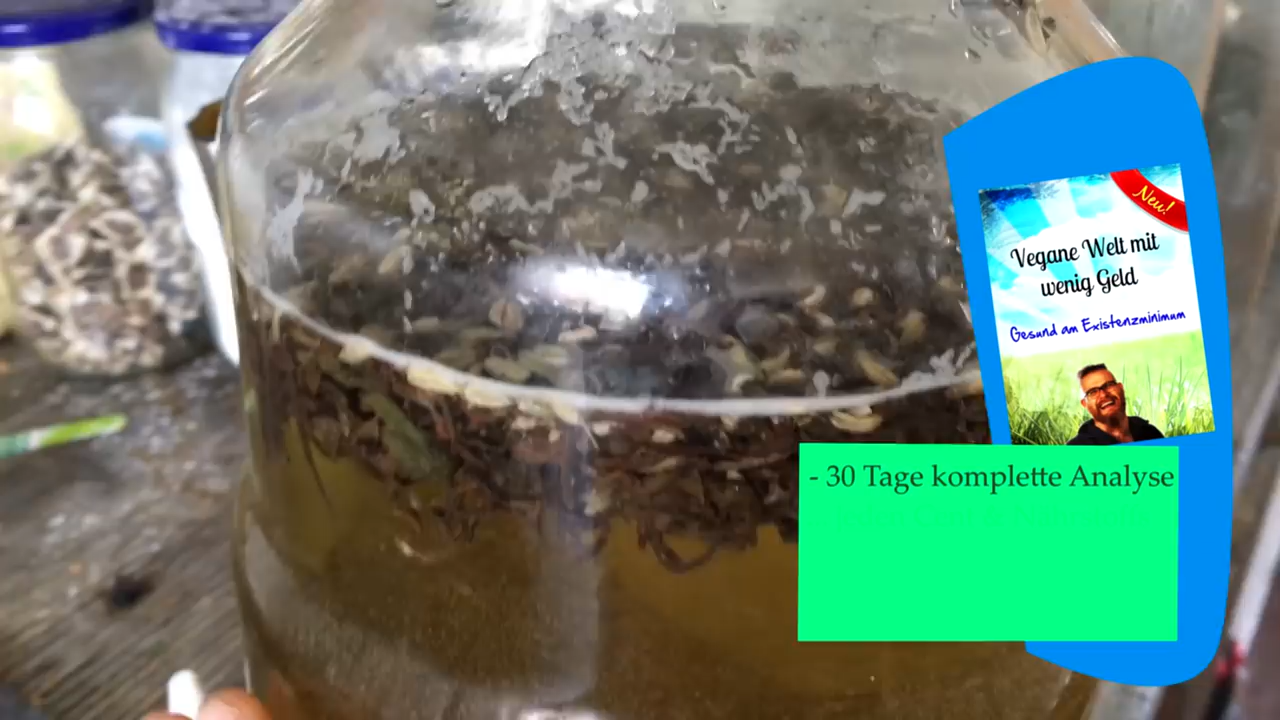 Neu!
Vegane Welt mit
wenig Geld
Gesund am Existenzminimum
- 30 Tage komplette Analyse